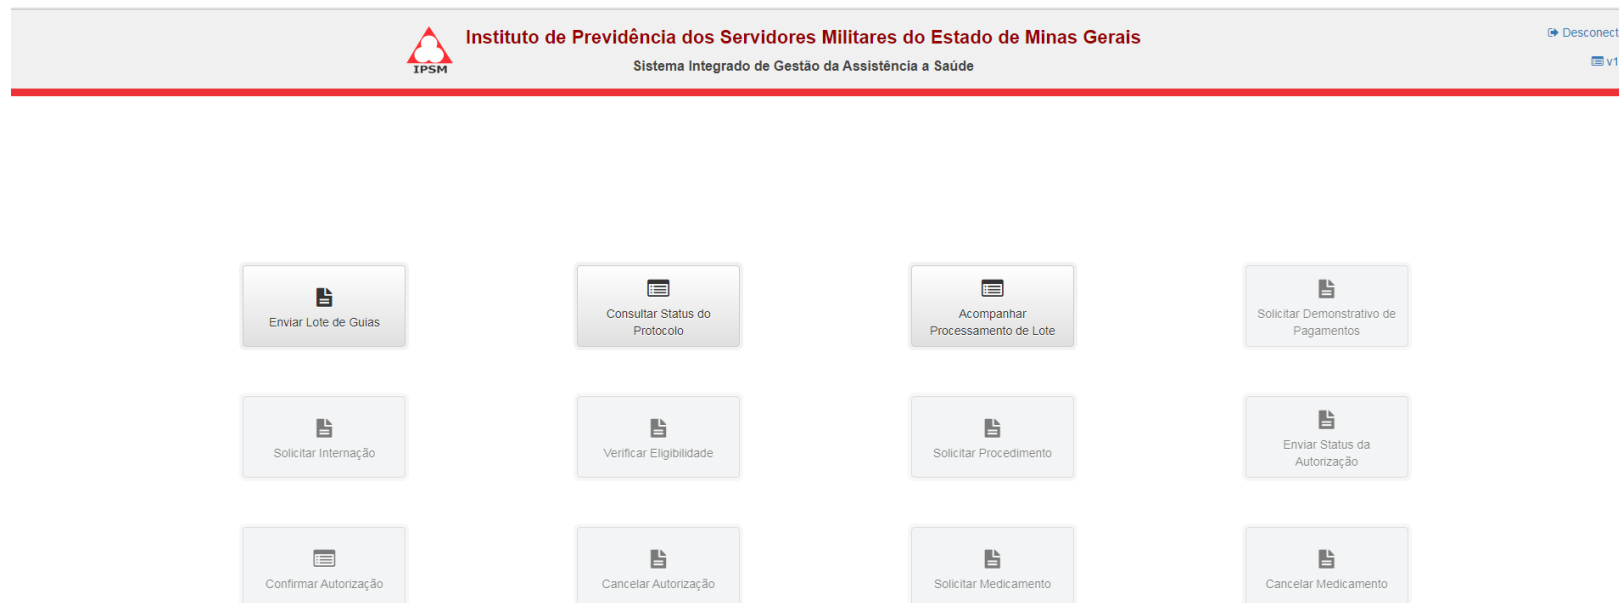 Instituto de Previdência dos Servidores Militares do Estado de Minas Gerais
IPSM
Sistema Integrado de Gestão da Assistência a Saúde
Desconect
v1
Enviar Lote de Guias
Consultar Status do
Protocolo
Acompanhar
Processamento de Lote
Solicitar Demonstrativo de
Pagamentos
Solicitar Internação
Verificar Eligibilidade
Solicitar Procedimento
Enviar Status da
Autorização
Confirmar Autorização
Cancelar Autorização
Solicitar Medicamento
Cancelar Medicamento